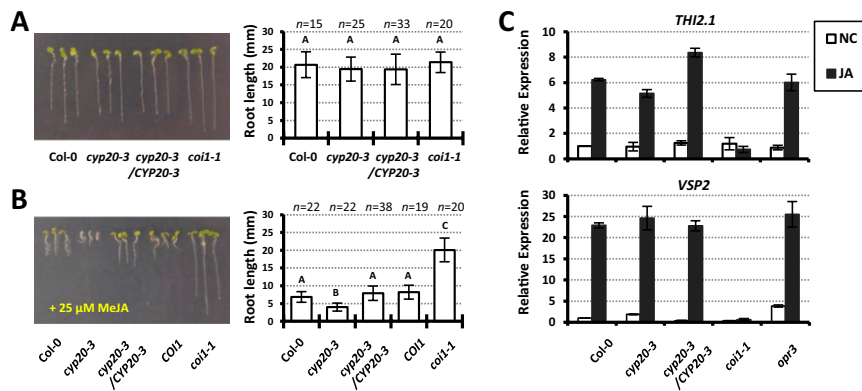 A
n=15 n=25 n=33 n=20
Root length (mm)
30
25
20
15
10
5
0
A A A A
Col-0 cyp20-3 cyp20-3 coi1-1
/CYP20-3
Col-0 cyp20-3 cyp20-3 coi1-1
/CYP20-3
B
+ 25 µM MeJA
Col-0
cyp20-3
cyp20-3
/CYP20-3
COI1
coi1-1
n=22 n=22 n=38 n=19 n=20
Root length (mm)
30
25
20
15
10
5
0
A B A A C
Col-0
cyp20-3
cyp20-3
/CYP20-3
COI1
coi1-1
C
THI2.1
Relative Expression
10
8
6
4
2
0
NC
JA
VSP2
Relative Expression
30
25
20
15
10
5
0
Col-0
cyp20-3
cyp20-3
/CYP20-3
coi1-1
opr3